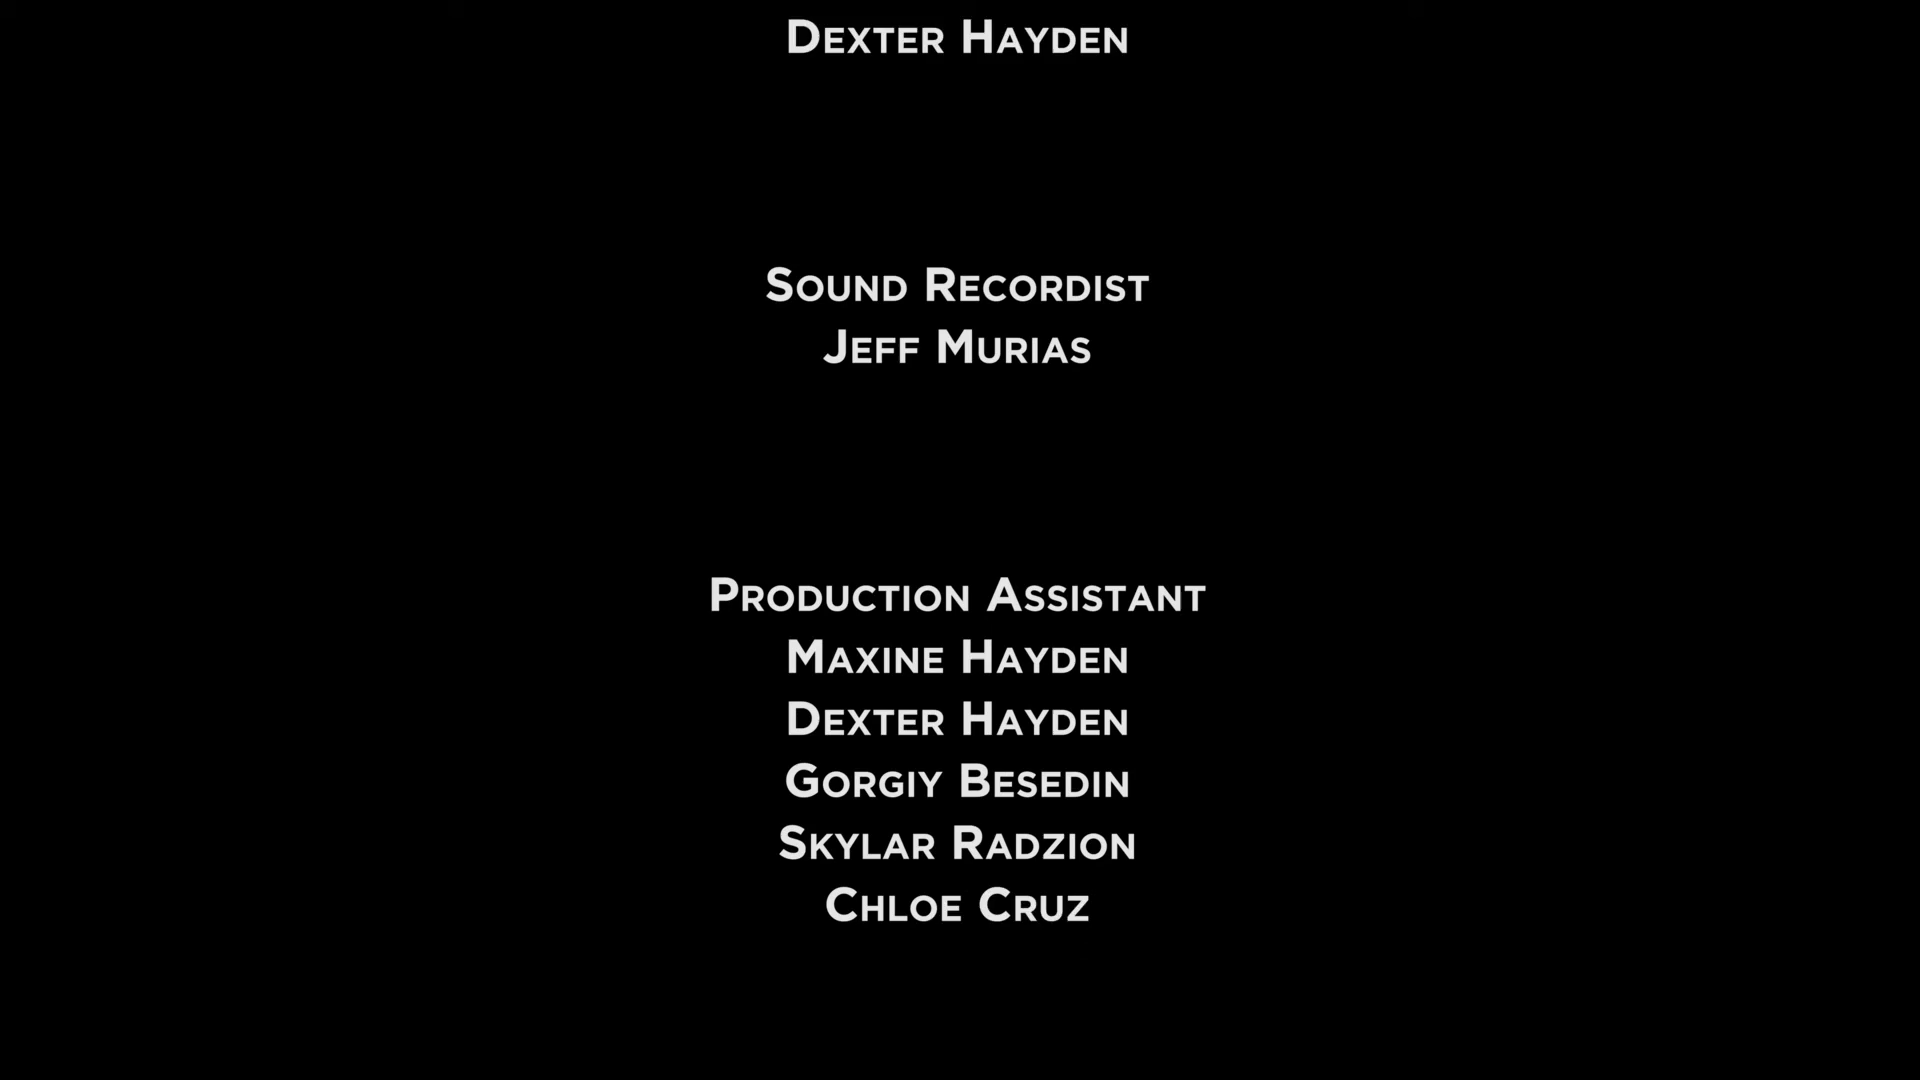 Dexter Hayden
Sound Recordist
Jeff Murias
Production Assistant
Maxine Hayden
Dexter Hayden
Gorgiy Besedin
Skylar Radzion
Chloe Cruz